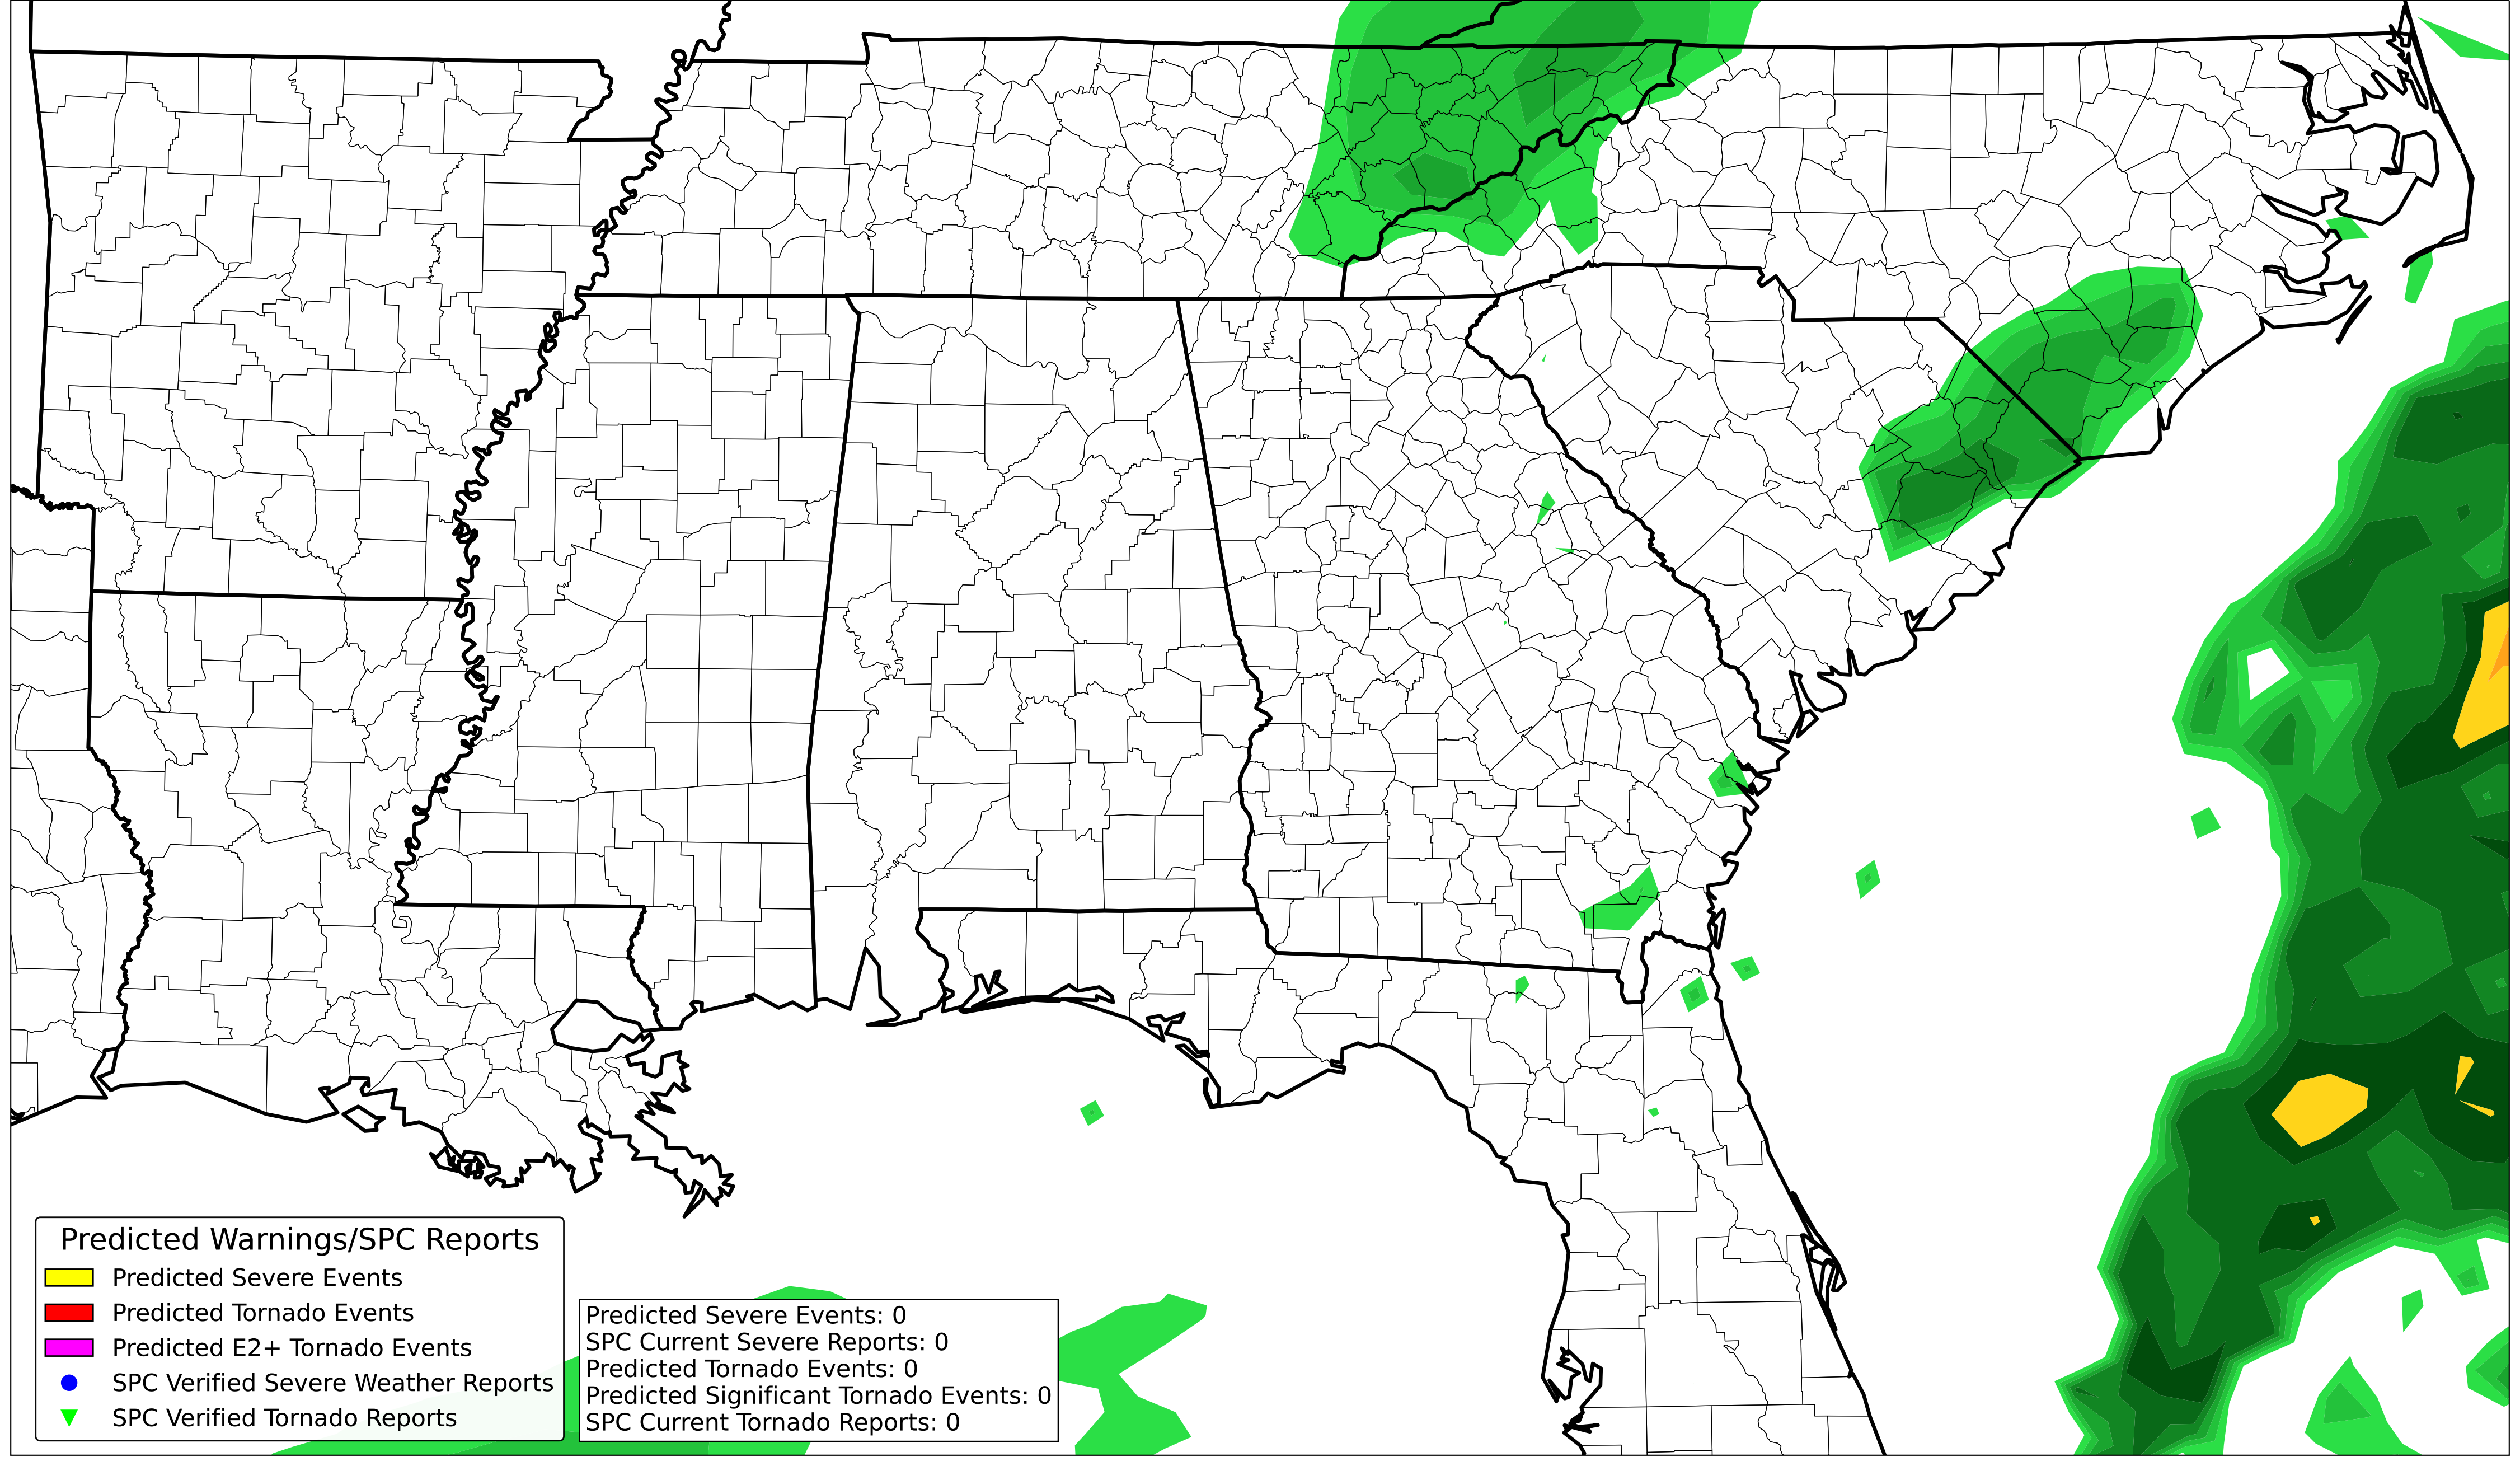 Predicted Warnings/SPC Reports
Predicted Severe Events
Predicted Tornado Events
Predicted E2+ Tornado Events
SPC Verified Severe Weather Reports
SPC Verified Tornado Reports
Predicted Severe Events: 0
SPC Current Severe Reports: 0
Predicted Tornado Events: 0
Predicted Significant Tornado Events: 0
SPC Current Tornado Reports: 0